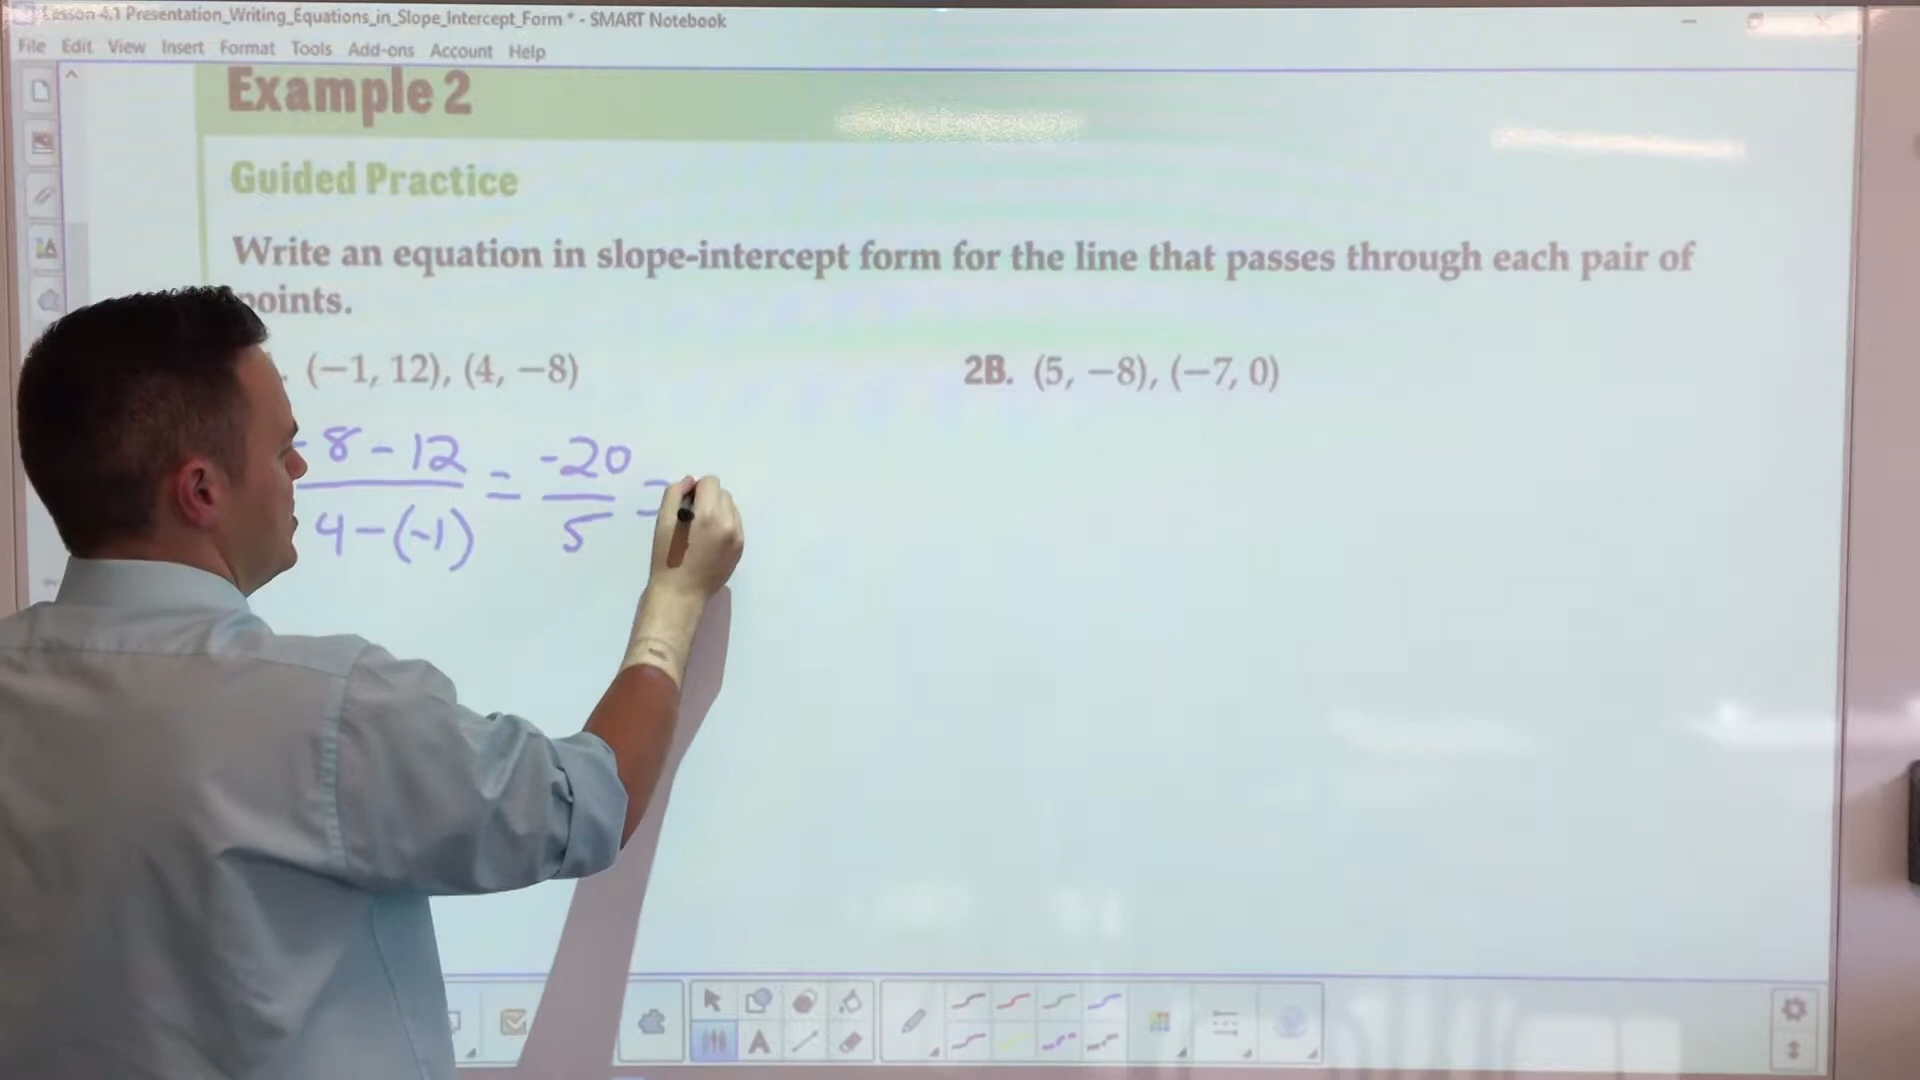 Lesson 4.1 Presentation_Writing_Equations_in_Slope_Intercept_Form * - SMART Notebook
File Edit View Insert Format Tools Add-ons Account Help
Example 2
Guided Practice
Write an equation in slope-intercept form for the line that passes through each pair of
points.
(−1, 12), (4, −8)
2B. (5, −8), (−7, 0)
-8-12
4-(-1)
=
-20
5
=